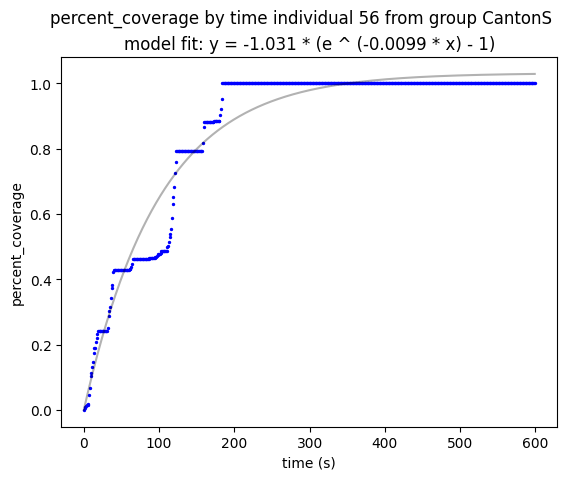 percent_coverage by time individual 56 from group CantonS
model fit: y = -1.031 * (e ^ (-0.0099 * x) - 1)
1.0
0.8
0.6
0.4
0.2
0.0
percent_coverage
0 100 200 300 400 500 600
time (s)